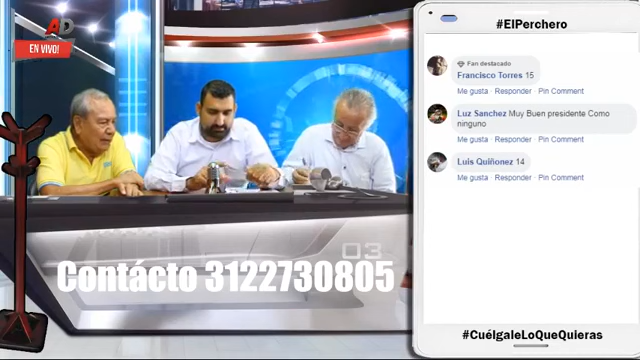 AD
EN VIVO!
#ElPerchero
Fan destacado
Francisco Torres 15
Me gusta · Responder · Pin Comment
Luz Sanchez Muy Buen presidente Como
ninguno
Me gusta · Responder · Pin Comment
Luis Quiñonez 14
Me gusta · Responder · Pin Comment
03
Contácto 3122730805
#CuélgaleLoQueQuieras